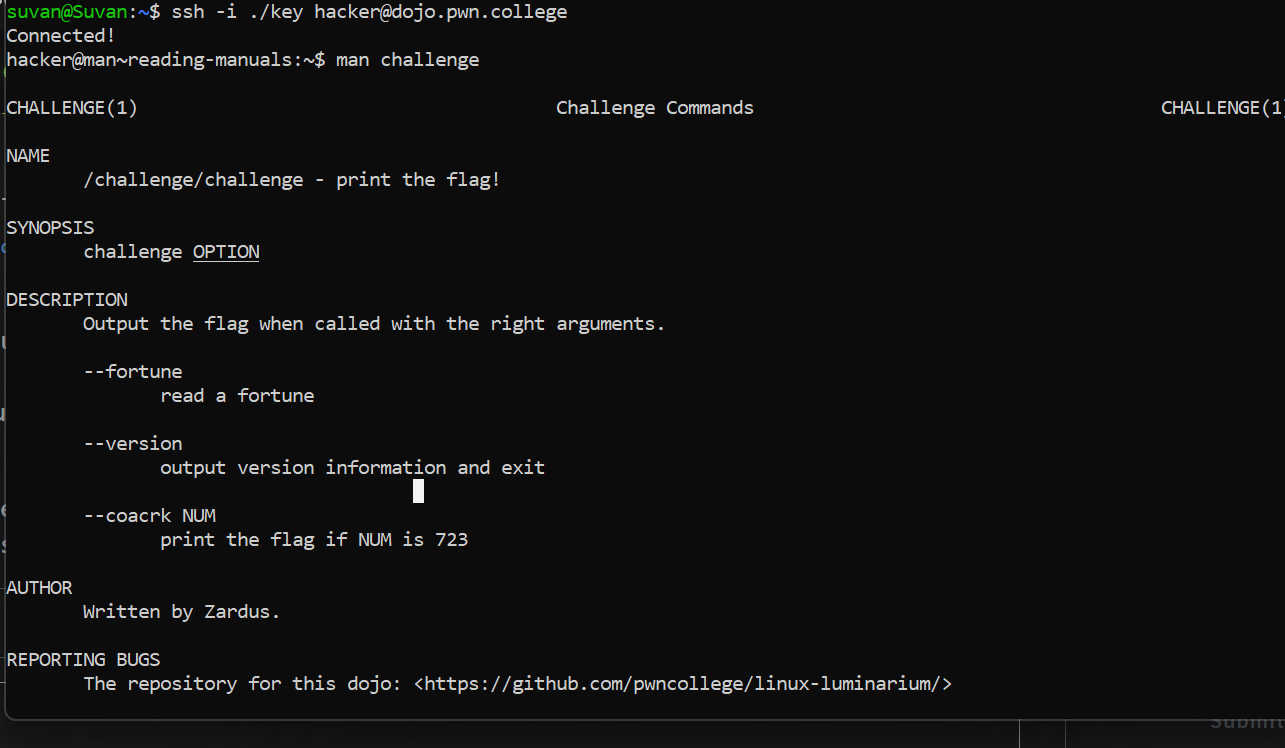 suvan@Suvan:~$ ssh -i ./key hacker@dojo.pwn.college
Connected!
hacker@man~reading-manuals:~$ man challenge
CHALLENGE(1) Challenge Commands CHALLENGE(1)
NAME
/challenge/challenge - print the flag!
SYNOPSIS
challenge OPTION
DESCRIPTION
Output the flag when called with the right arguments.
--fortune
read a fortune
--version
output version information and exit
--coacrk NUM
print the flag if NUM is 723
AUTHOR
Written by Zardus.
REPORTING BUGS
The repository for this dojo: <https://github.com/pwncollege/linux-luminarium/>
Submit